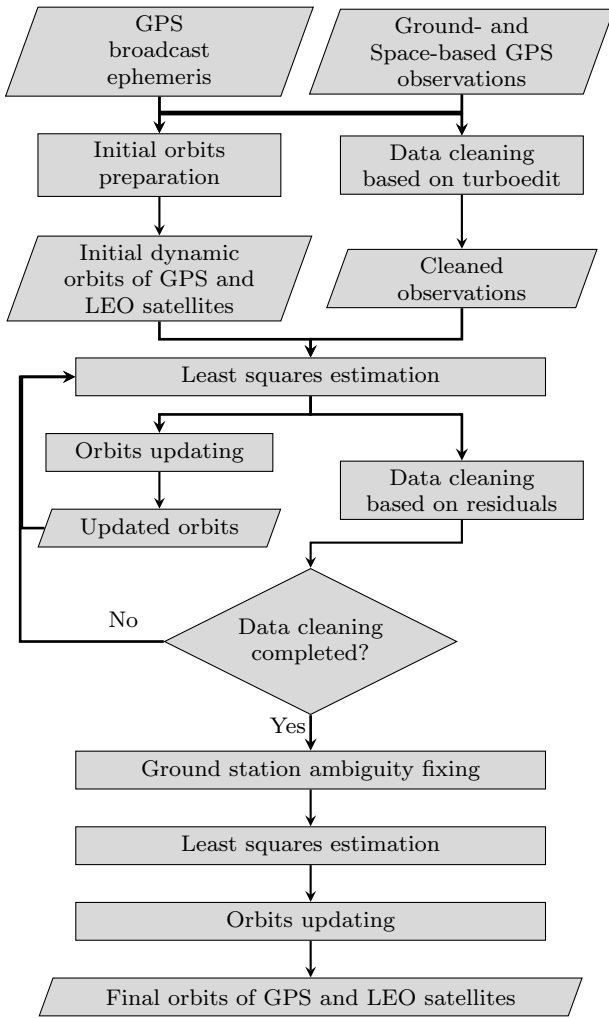 GPS
broadcast
ephemeris
Ground- and
Space-based GPS
observations
Initial orbits
preparation
Data cleaning
based on turboedit
Initial dynamic
orbits of GPS and
LEO satellites
Cleaned
observations
Least squares estimation
Orbits updating
Data cleaning
based on residuals
Updated orbits
Data cleaning
completed?
No
Yes
Ground station ambiguity fixing
Least squares estimation
Orbits updating
Final orbits of GPS and LEO satellites